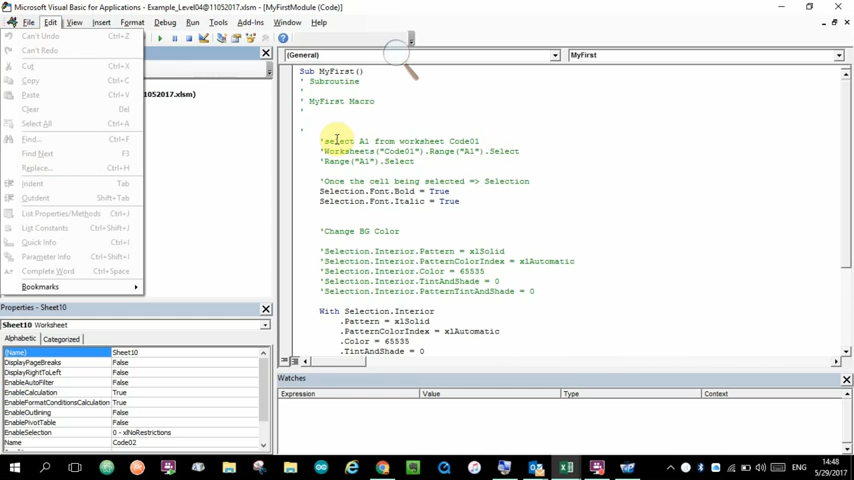 Microsoft Visual Basic for Applications - Example_Level04@11052017.xlsm - [MyFirstModule (Code)]
File Edit View Insert Format Debug Run Tools Add-Ins Window Help
Can't Undo Ctrl+Z
Can't Redo
Cut Ctrl+X
Copy Ctrl+C
Paste Ctrl+V
Clear Del
Select All Ctrl+A
Find... Ctrl+F
Find Next F3
Replace... Ctrl+H
Indent Tab
Outdent Shift+Tab
List Properties/Methods Ctrl+J
List Constants Ctrl+Shift+J
Quick Info Ctrl+I
Parameter Info Ctrl+Shift+I
Complete Word Ctrl+Space
Bookmarks
1052017.xlsm)
Properties - Sheet10
Sheet10 Worksheet
Alphabetic Categorized
(Name) Sheet10
DisplayPageBreaks False
DisplayRightToLeft False
EnableAutoFilter False
EnableCalculation True
EnableFormatConditionsCalculation True
EnableOutlining False
EnablePivotTable False
EnableSelection 0 - xlNoRestrictions
Name Code02
(General) MyFirst
Sub MyFirst()
' Subroutine
'
' MyFirst Macro
'
'
'select A1 from worksheet Code01
'Worksheets("Code01").Range("A1").Select
'Range("A1").Select
'Once the cell being selected => Selection
Selection.Font.Bold = True
Selection.Font.Italic = True
'Change BG Color
'Selection.Interior.Pattern = xlSolid
'Selection.Interior.PatternColorIndex = xlAutomatic
'Selection.Interior.Color = 65535
'Selection.Interior.TintAndShade = 0
'Selection.Interior.PatternTintAndShade = 0
With Selection.Interior
.Pattern = xlSolid
.PatternColorIndex = xlAutomatic
.Color = 65535
.TintAndShade = 0
Watches
Expression Value Type Context
ENG
14:48
5/29/2017